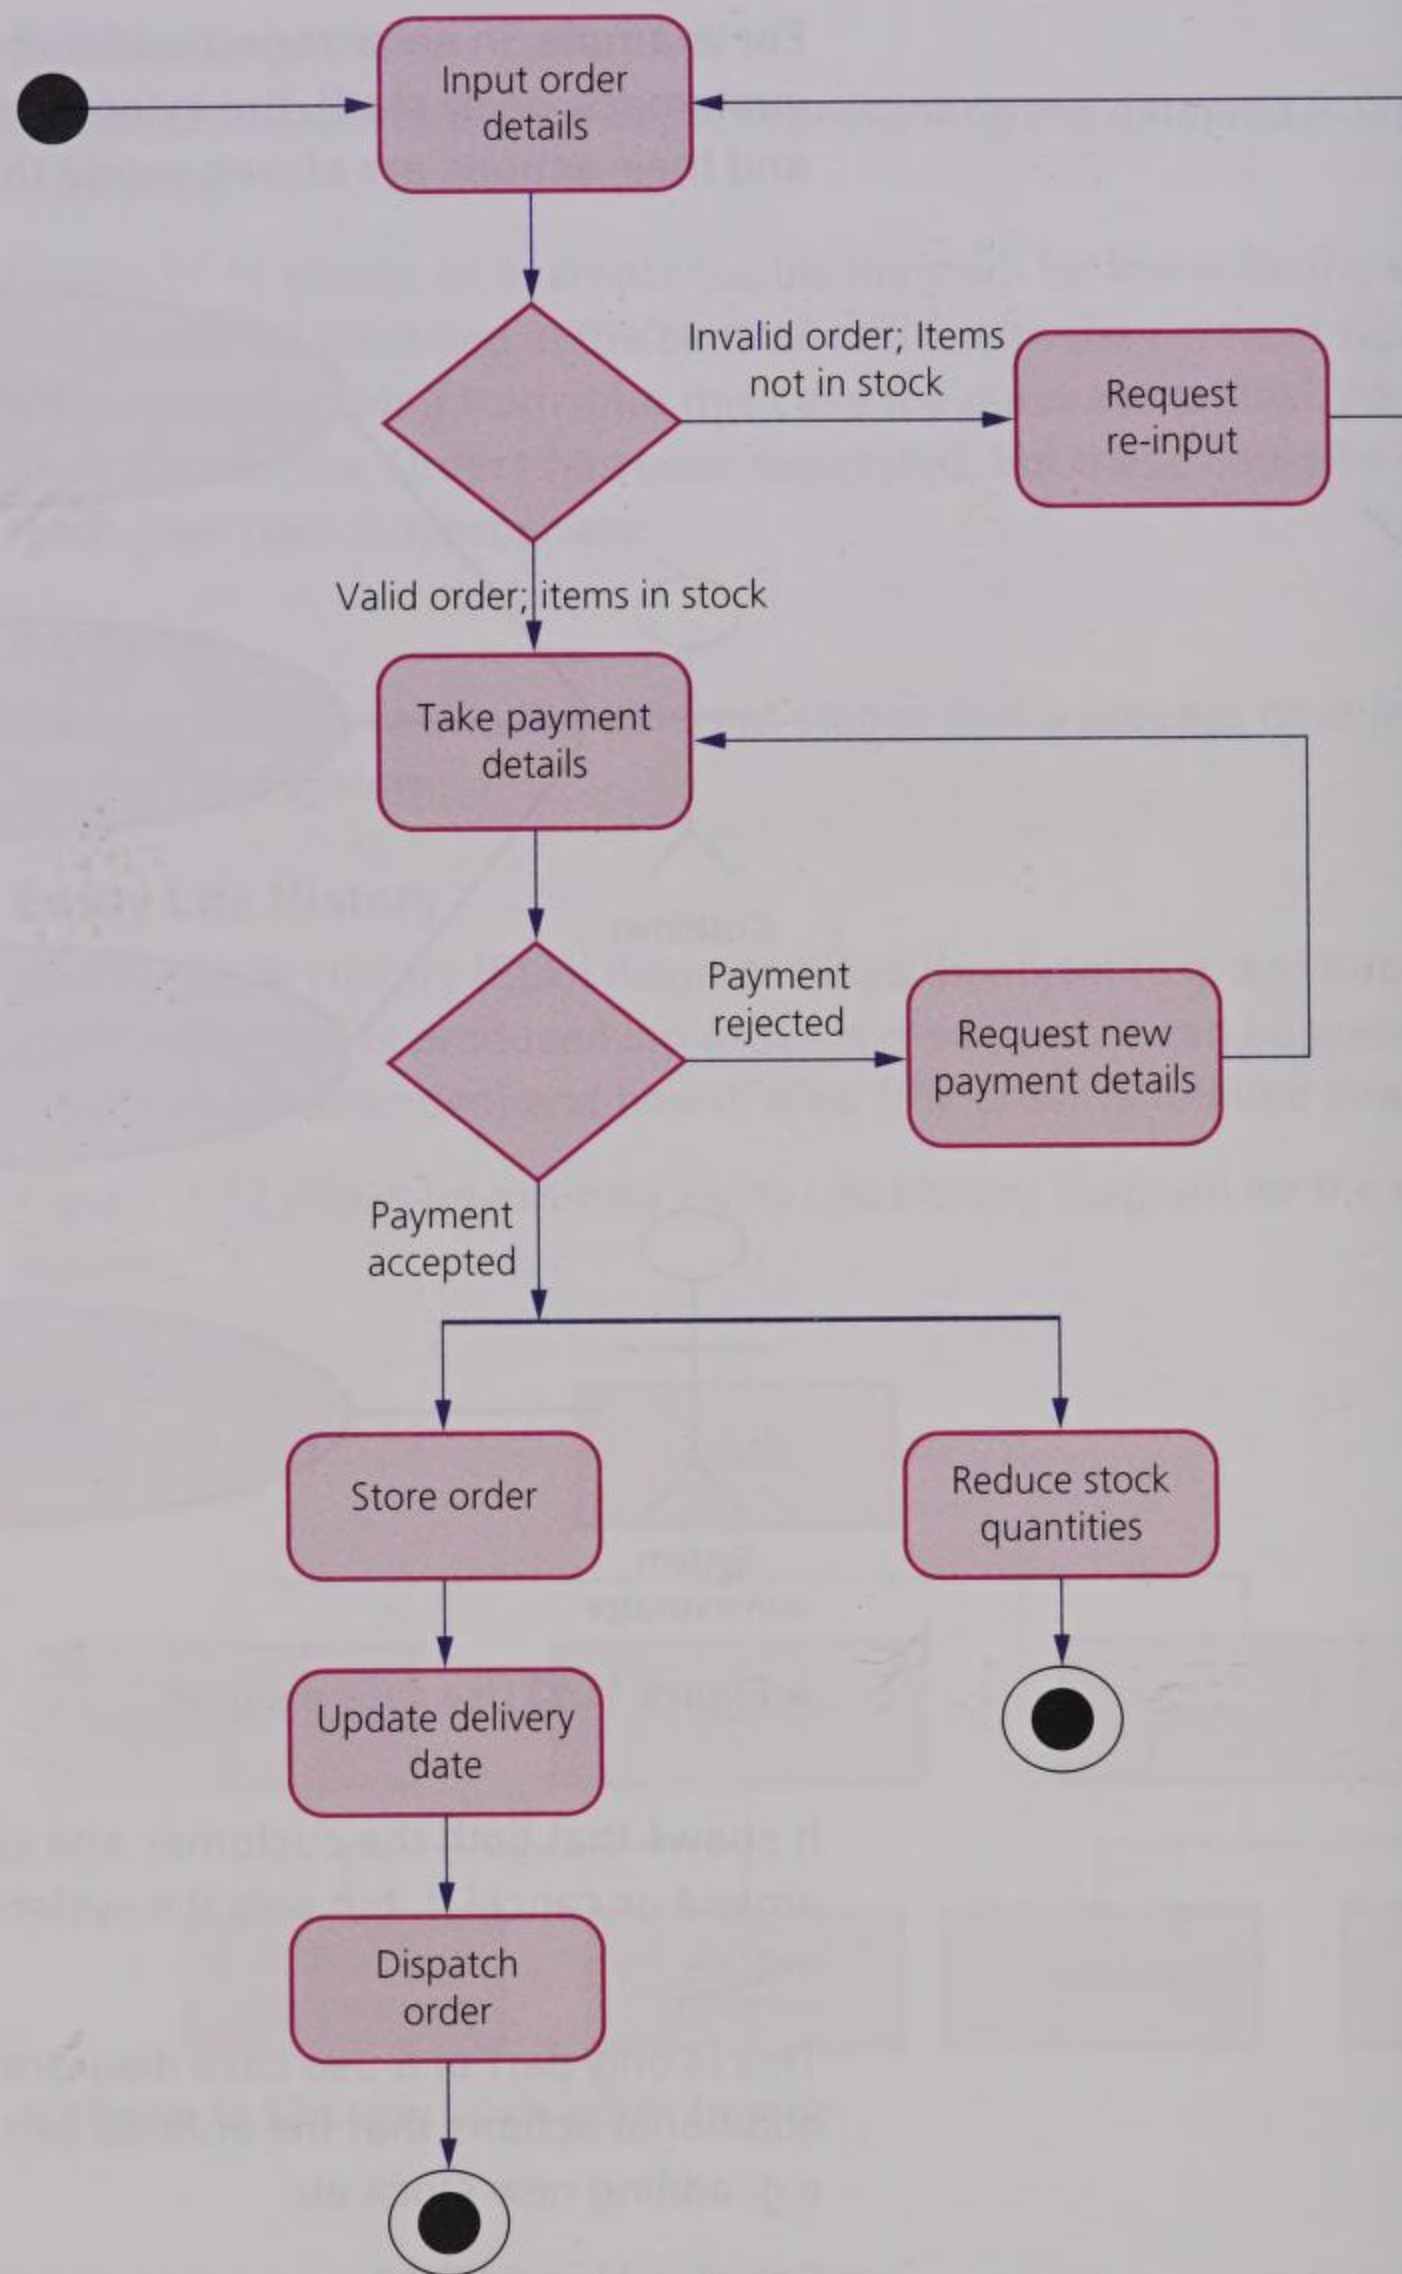 Input order
details
Invalid order; Items
not in stock
Request
re-input
Valid order; items in stock
Take payment
details
Payment
rejected
Request new
payment details
Payment
accepted
Store order
Reduce stock
quantities
Update delivery
date
Dispatch
order